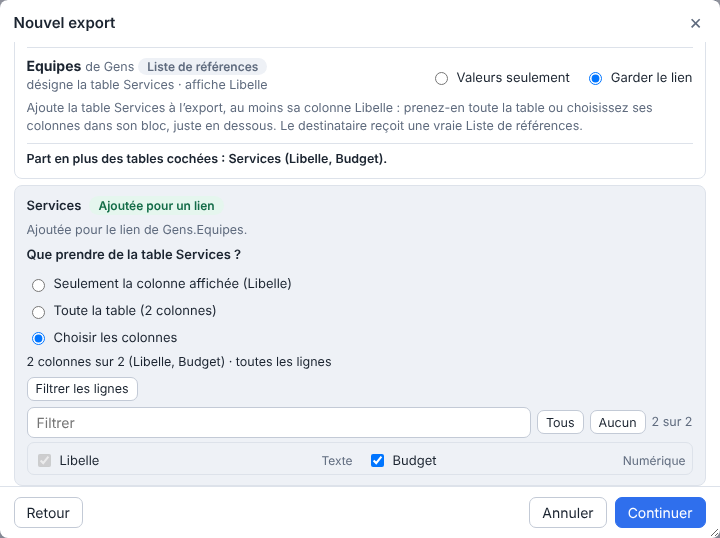 Nouvel export
Equipes de Gens Liste de références
désigne la table Services · affiche Libelle
Valeurs seulement
Garder le lien
Ajoute la table Services à l'export, au moins sa colonne Libelle : prenez-en toute la table ou choisissez ses
colonnes dans son bloc, juste en dessous. Le destinataire reçoit une vraie Liste de références.
Part en plus des tables cochées : Services (Libelle, Budget).
Services Ajoutée pour un lien
Ajoutée pour le lien de Gens.Equipes.
Que prendre de la table Services ?
Seulement la colonne affichée (Libelle)
Toute la table (2 colonnes)
Choisir les colonnes
2 colonnes sur 2 (Libelle, Budget) · toutes les lignes
Filtrer les lignes
Filtrer Tous Aucun 2 sur 2
Libelle Texte Budget Numérique
Retour Annuler Continuer